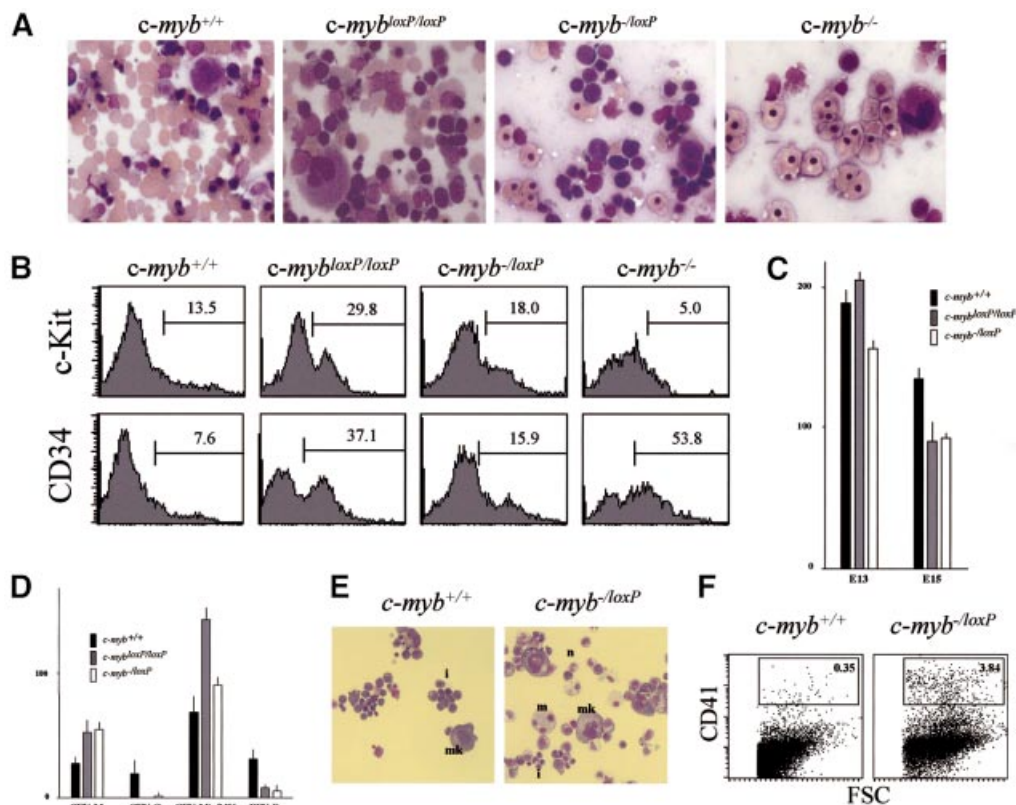 A
c-myb+/+
c-mybloxP/loxP
c-myb-/loxP
c-myb-/-
B
c-myb+/+
c-mybloxP/loxP
c-myb-/loxP
c-myb-/-
c-Kit
13.5
29.8
18.0
5.0
CD34
7.6
37.1
15.9
53.8
C
200
100
0
c-myb+/+
c-mybloxP/loxP
c-myb-/loxP
E13
E15
D
100
0
c-myb+/+
c-mybloxP/loxP
c-myb-/loxP
E
c-myb+/+
c-myb-/loxP
i
mk
n
m
mk
i
F
c-myb+/+
c-myb-/loxP
CD41
0.35
3.84
FSC